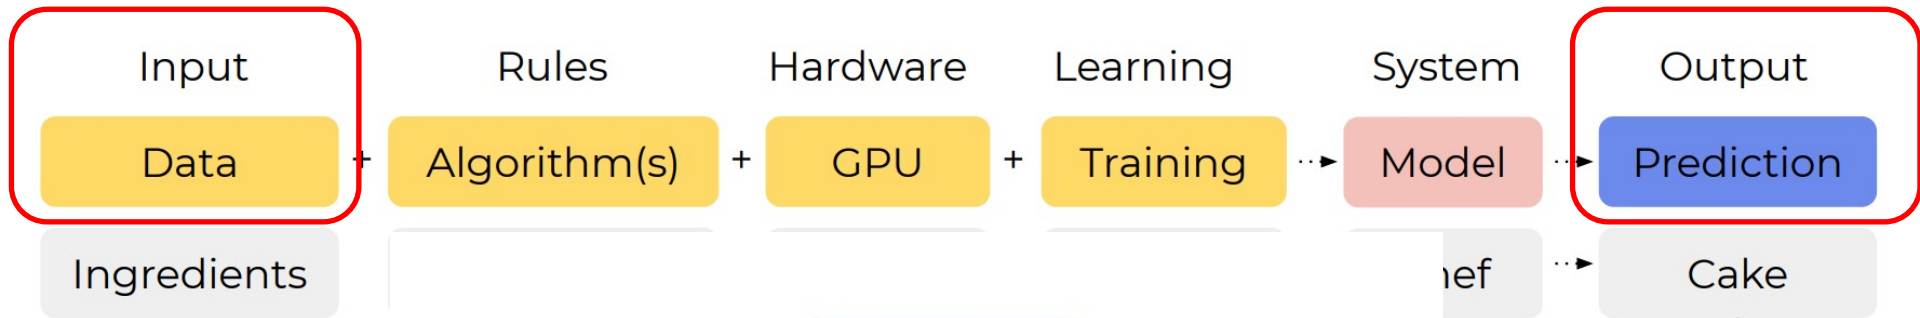 Input Rules Hardware Learning System Output
Data + Algorithm(s) + GPU + Training Model Prediction
Ingredients Cake